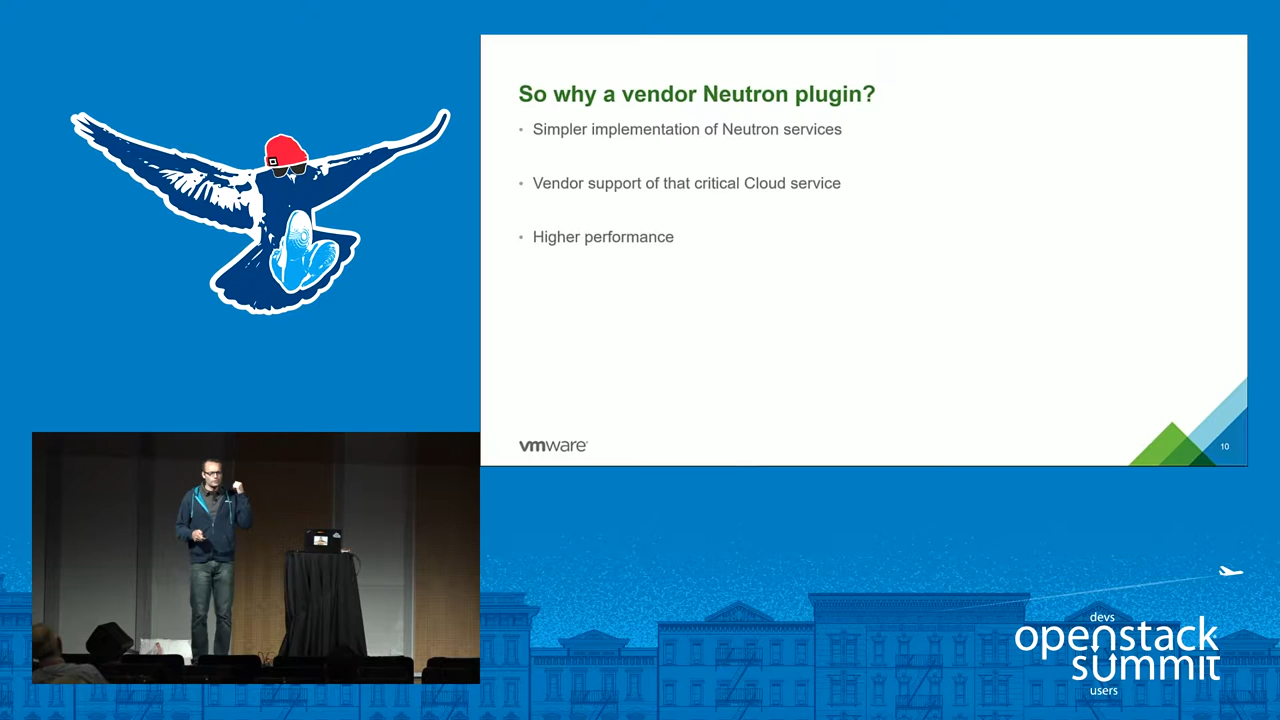 So why a vendor Neutron plugin?
• Simpler implementation of Neutron services
• Vendor support of that critical Cloud service
• Higher performance
vmware
10
devs
openstack
summit
users